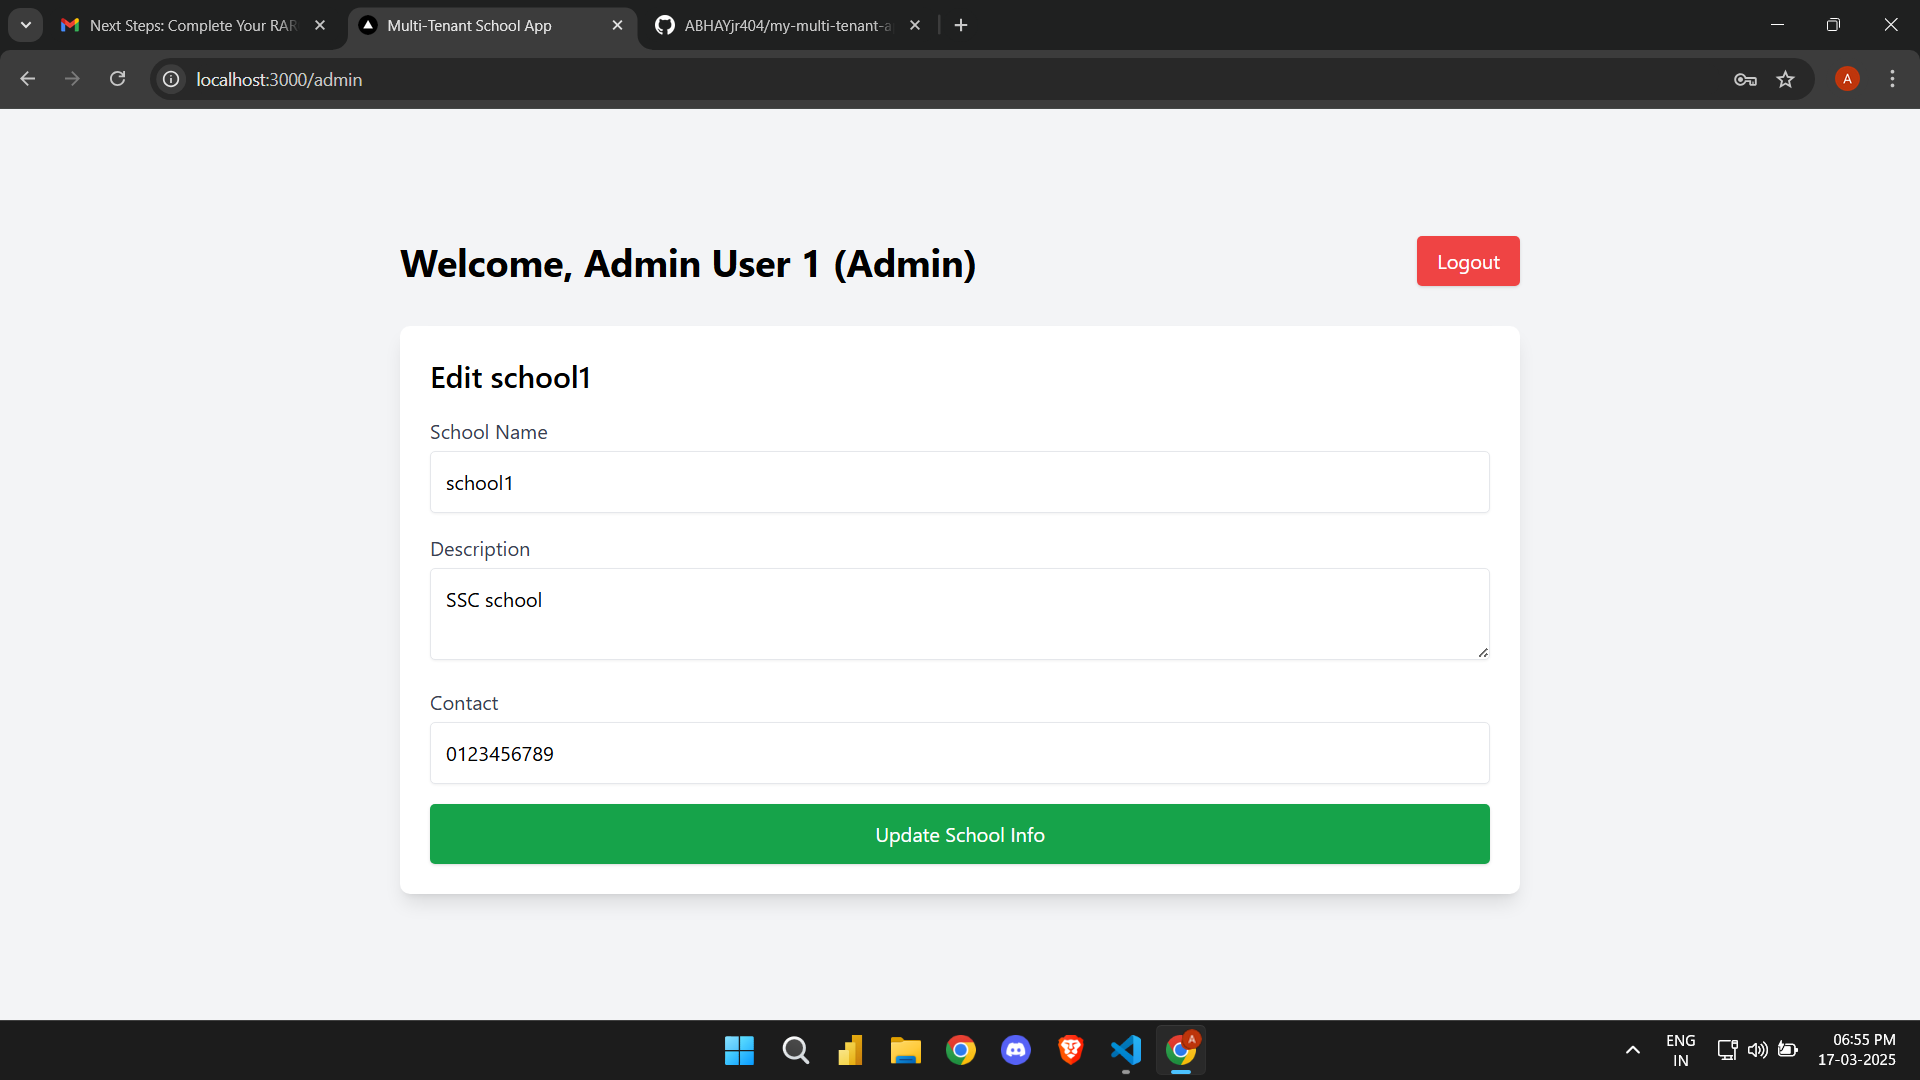 Next Steps: Complete Your RAR
Multi-Tenant School App
ABHAYjr404/my-multi-tenant-a
localhost:3000/admin
A
Welcome, Admin User 1 (Admin)
Logout
Edit school1
School Name
school1
Description
SSC school
Contact
0123456789
Update School Info
A
ENG
IN
06:55 PM
17-03-2025